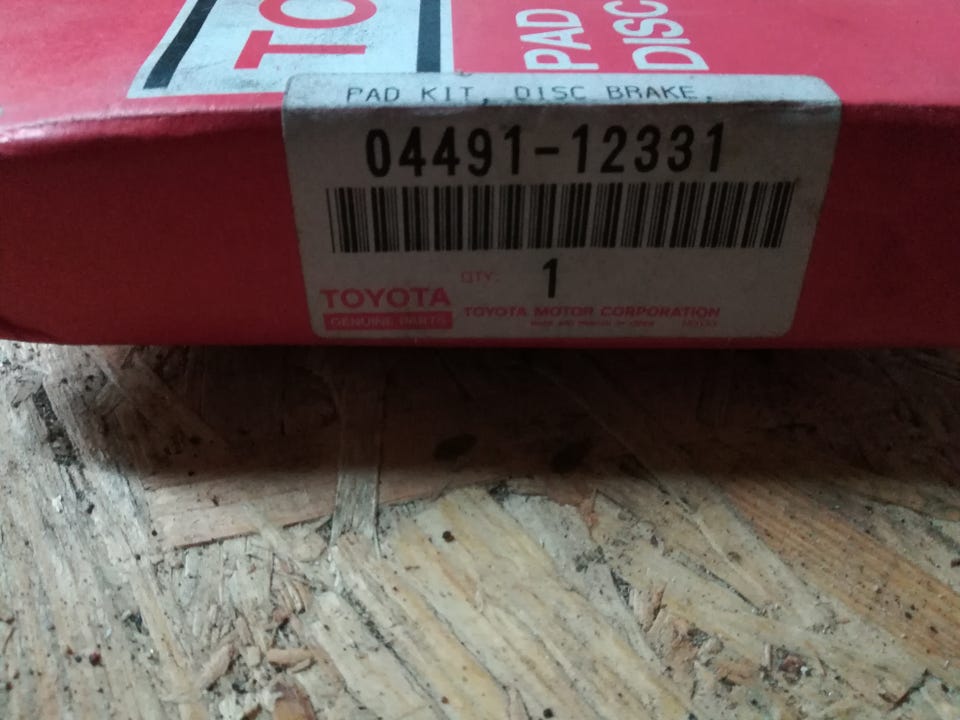 TO
PAD
DISC
PAD KIT, DISC BRAKE,
04491-12331
QTY. 1
TOYOTA
GENUINE PARTS
TOYOTA MOTOR CORPORATION